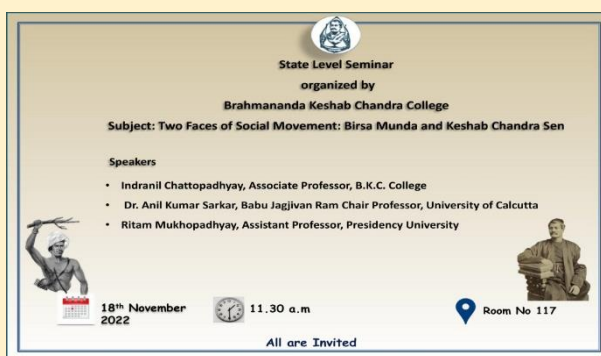 State Level Seminar
organized by
Brahmananda Keshab Chandra College
Subject: Two Faces of Social Movement: Birsa Munda and Keshab Chandra Sen
Speakers
• Indranil Chattopadhyay, Associate Professor, B.K.C. College
• Dr. Anil Kumar Sarkar, Babu Jagjivan Ram Chair Professor, University of Calcutta
• Ritam Mukhopadhyay, Assistant Professor, Presidency University
18th November
2022
11.30 a.m
Room No 117
All are Invited